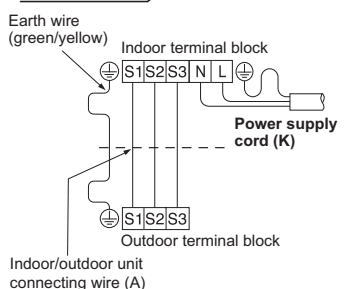 Earth wire
(green/yellow)
Indoor terminal block
S1 S2 S3 N L
Power supply
cord (K)
S1 S2 S3
Outdoor terminal block
Indoor/outdoor unit
connecting wire (A)